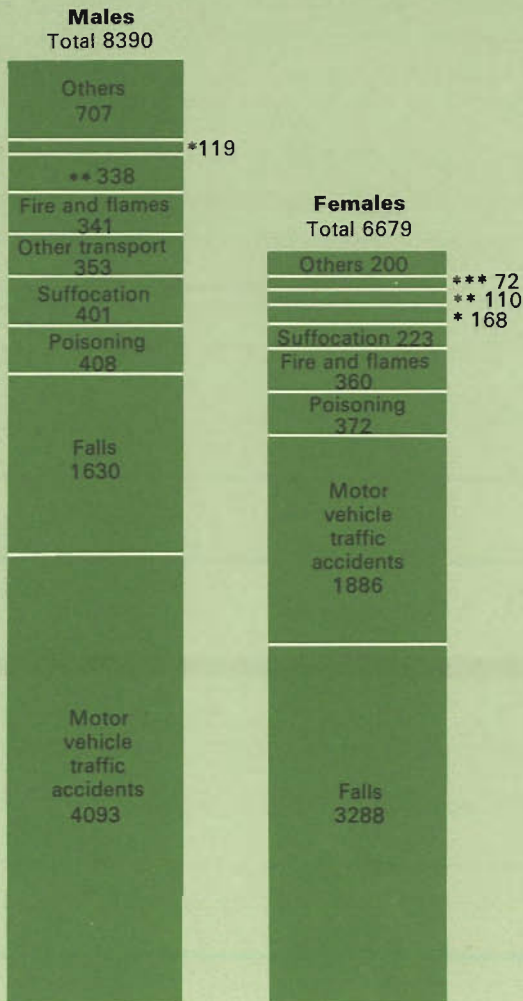 Males
Total 8390
Others
707
*119
** 338
Fire and flames
341
Other transport
353
Suffocation
401
Poisoning
408
Falls
1630
Motor
vehicle
traffic
accidents
4093
Females
Total 6679
Others 200
*** 72
** 110
* 168
Suffocation 223
Fire and flames
360
Poisoning
372
Motor
vehicle
traffic
accidents
1886
Falls
3288